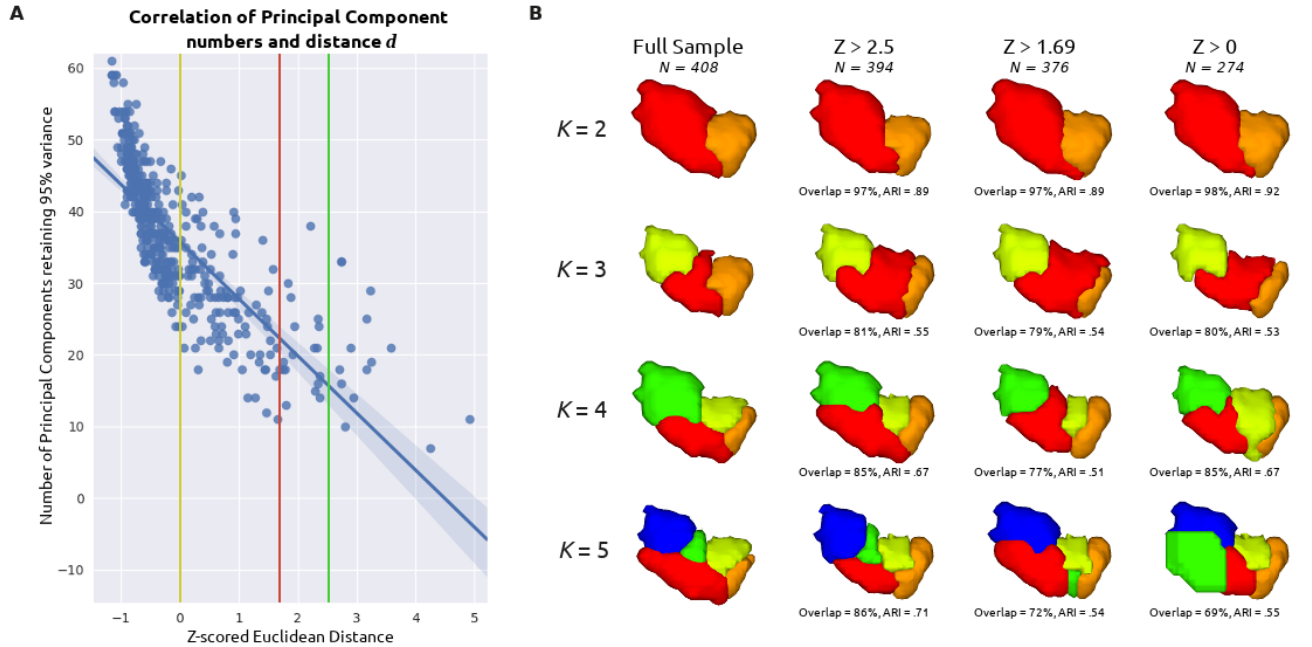 A
Correlation of Principal Component
numbers and distance d
Number of Principal Components retaining 95% variance
60
50
40
30
20
10
0
−10
−1
0
1
2
3
4
5
Z-scored Euclidean Distance
B
Full Sample
N = 408
Z > 2.5
N = 394
Z > 1.69
N = 376
Z > 0
N = 274
K = 2
Overlap = 97%, ARI = .89
Overlap = 97%, ARI = .89
Overlap = 98%, ARI = .92
K = 3
Overlap = 81%, ARI = .55
Overlap = 79%, ARI = .54
Overlap = 80%, ARI = .53
K = 4
Overlap = 85%, ARI = .67
Overlap = 77%, ARI = .51
Overlap = 85%, ARI = .67
K = 5
Overlap = 86%, ARI = .71
Overlap = 72%, ARI = .54
Overlap = 69%, ARI = .55